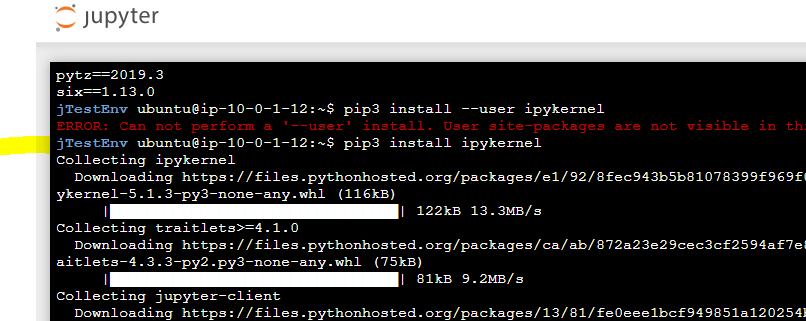 jupyter
pytz==2019.3
six==1.13.0
jTestEnv ubuntu@ip-10-0-1-12:~$ pip3 install --user ipykernel
ERROR: Can not perform a '--user' install. User site-packages are not visible in thi
jTestEnv ubuntu@ip-10-0-1-12:~$ pip3 install ipykernel
Collecting ipykernel
Downloading https://files.pythonhosted.org/packages/e1/92/8fec943b5b81078399f969f
ykernel-5.1.3-py3-none-any.whl (116kB)
|████████████████████████████████| 122kB 13.3MB/s
Collecting traitlets>=4.1.0
Downloading https://files.pythonhosted.org/packages/ca/ab/872a23e29cec3cf2594af7e
aitlets-4.3.3-py2.py3-none-any.whl (75kB)
|████████████████████████████████| 81kB 9.2MB/s
Collecting jupyter-client
Downloading https://files.pythonhosted.org/packages/13/81/fe0eee1bcf949851a120254